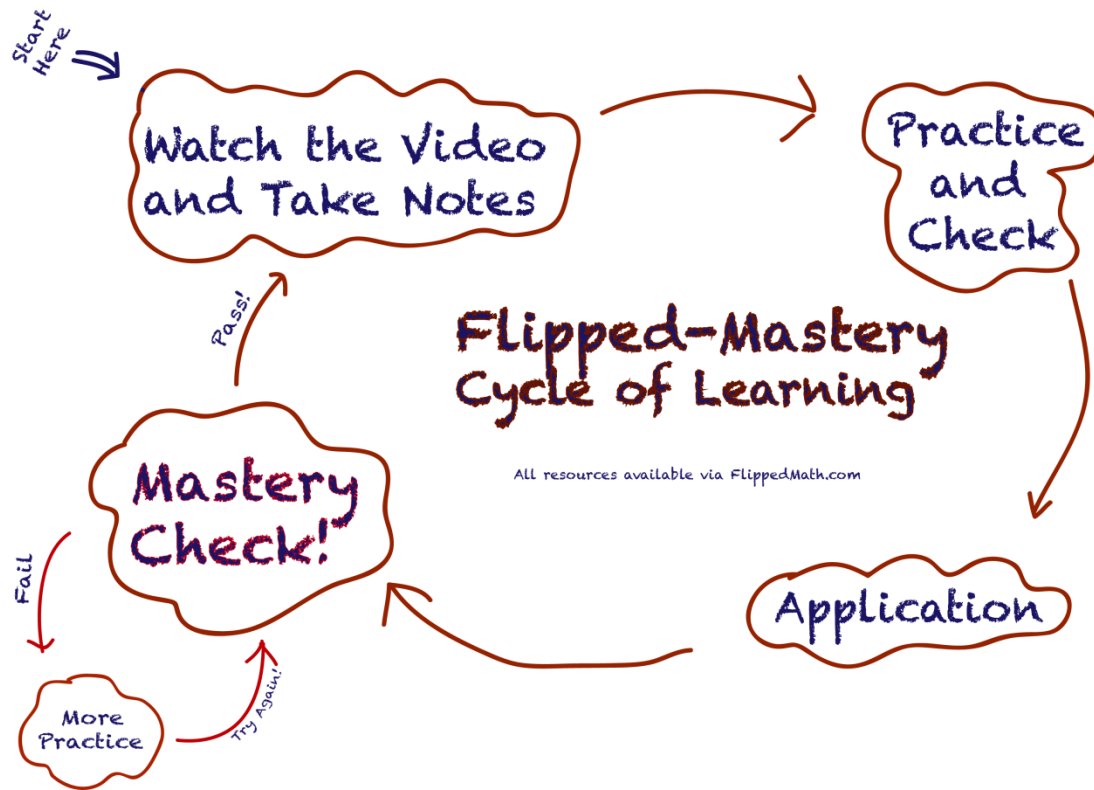 Start
Here
Watch the Video
and Take Notes
Practice
and
Check
Pass!
Flipped-Mastery
Cycle of Learning
All resources available via FlippedMath.com
Mastery
Check!
Fail
Application
More
Practice
Try Again!